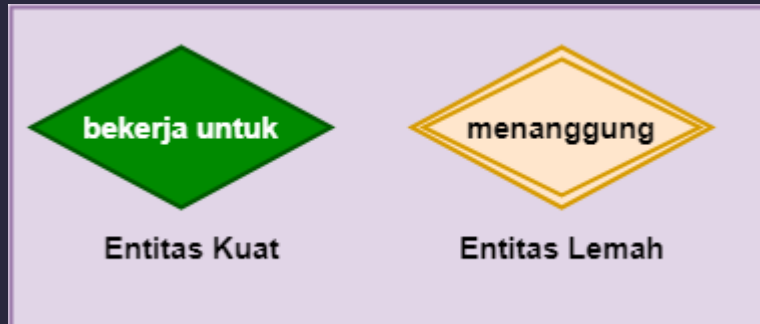 bekerja untuk
menanggung
Entitas Kuat
Entitas Lemah